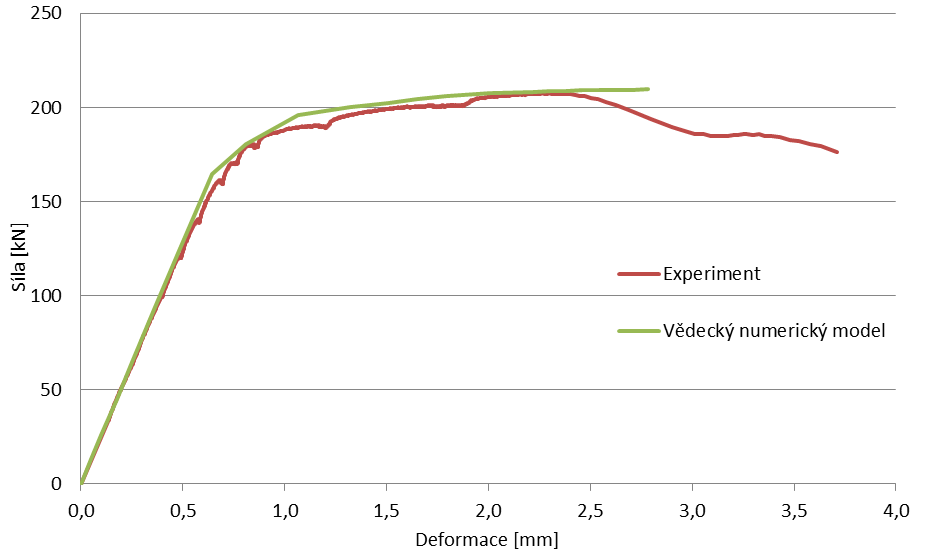 250
200
150
100
50
0
Síla [kN]
Experiment
Vědecký numerický model
0,0 0,5 1,0 1,5 2,0 2,5 3,0 3,5 4,0
Deformace [mm]